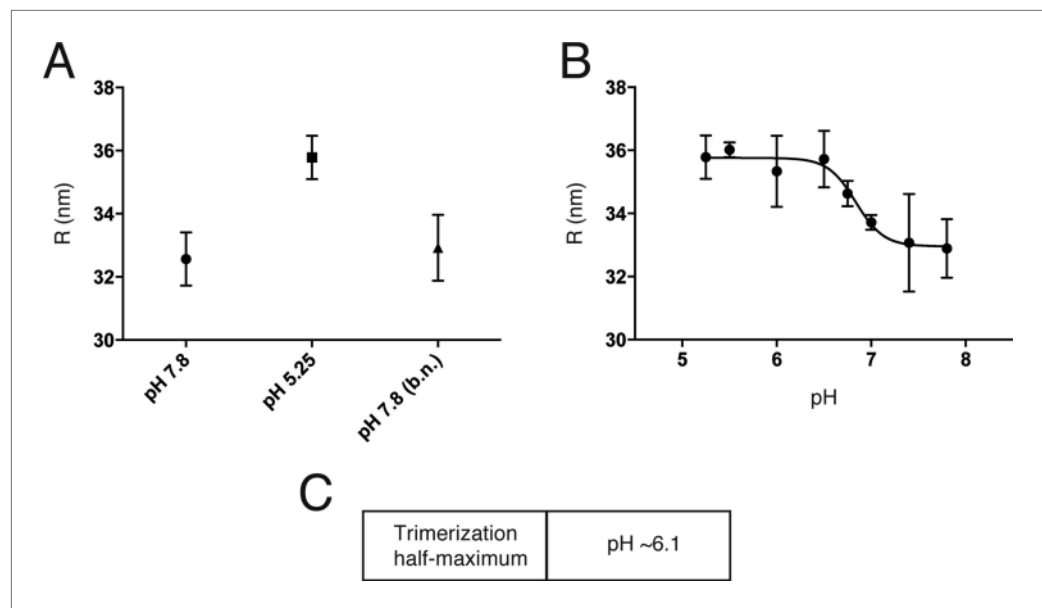 A
38
36
34
32
30
R (nm)
pH 7.8
pH 5.25
pH 7.8 (b.n.)
B
38
36
34
32
30
R (nm)
5
6
7
8
pH
C
Trimerization
half-maximum
pH ~6.1